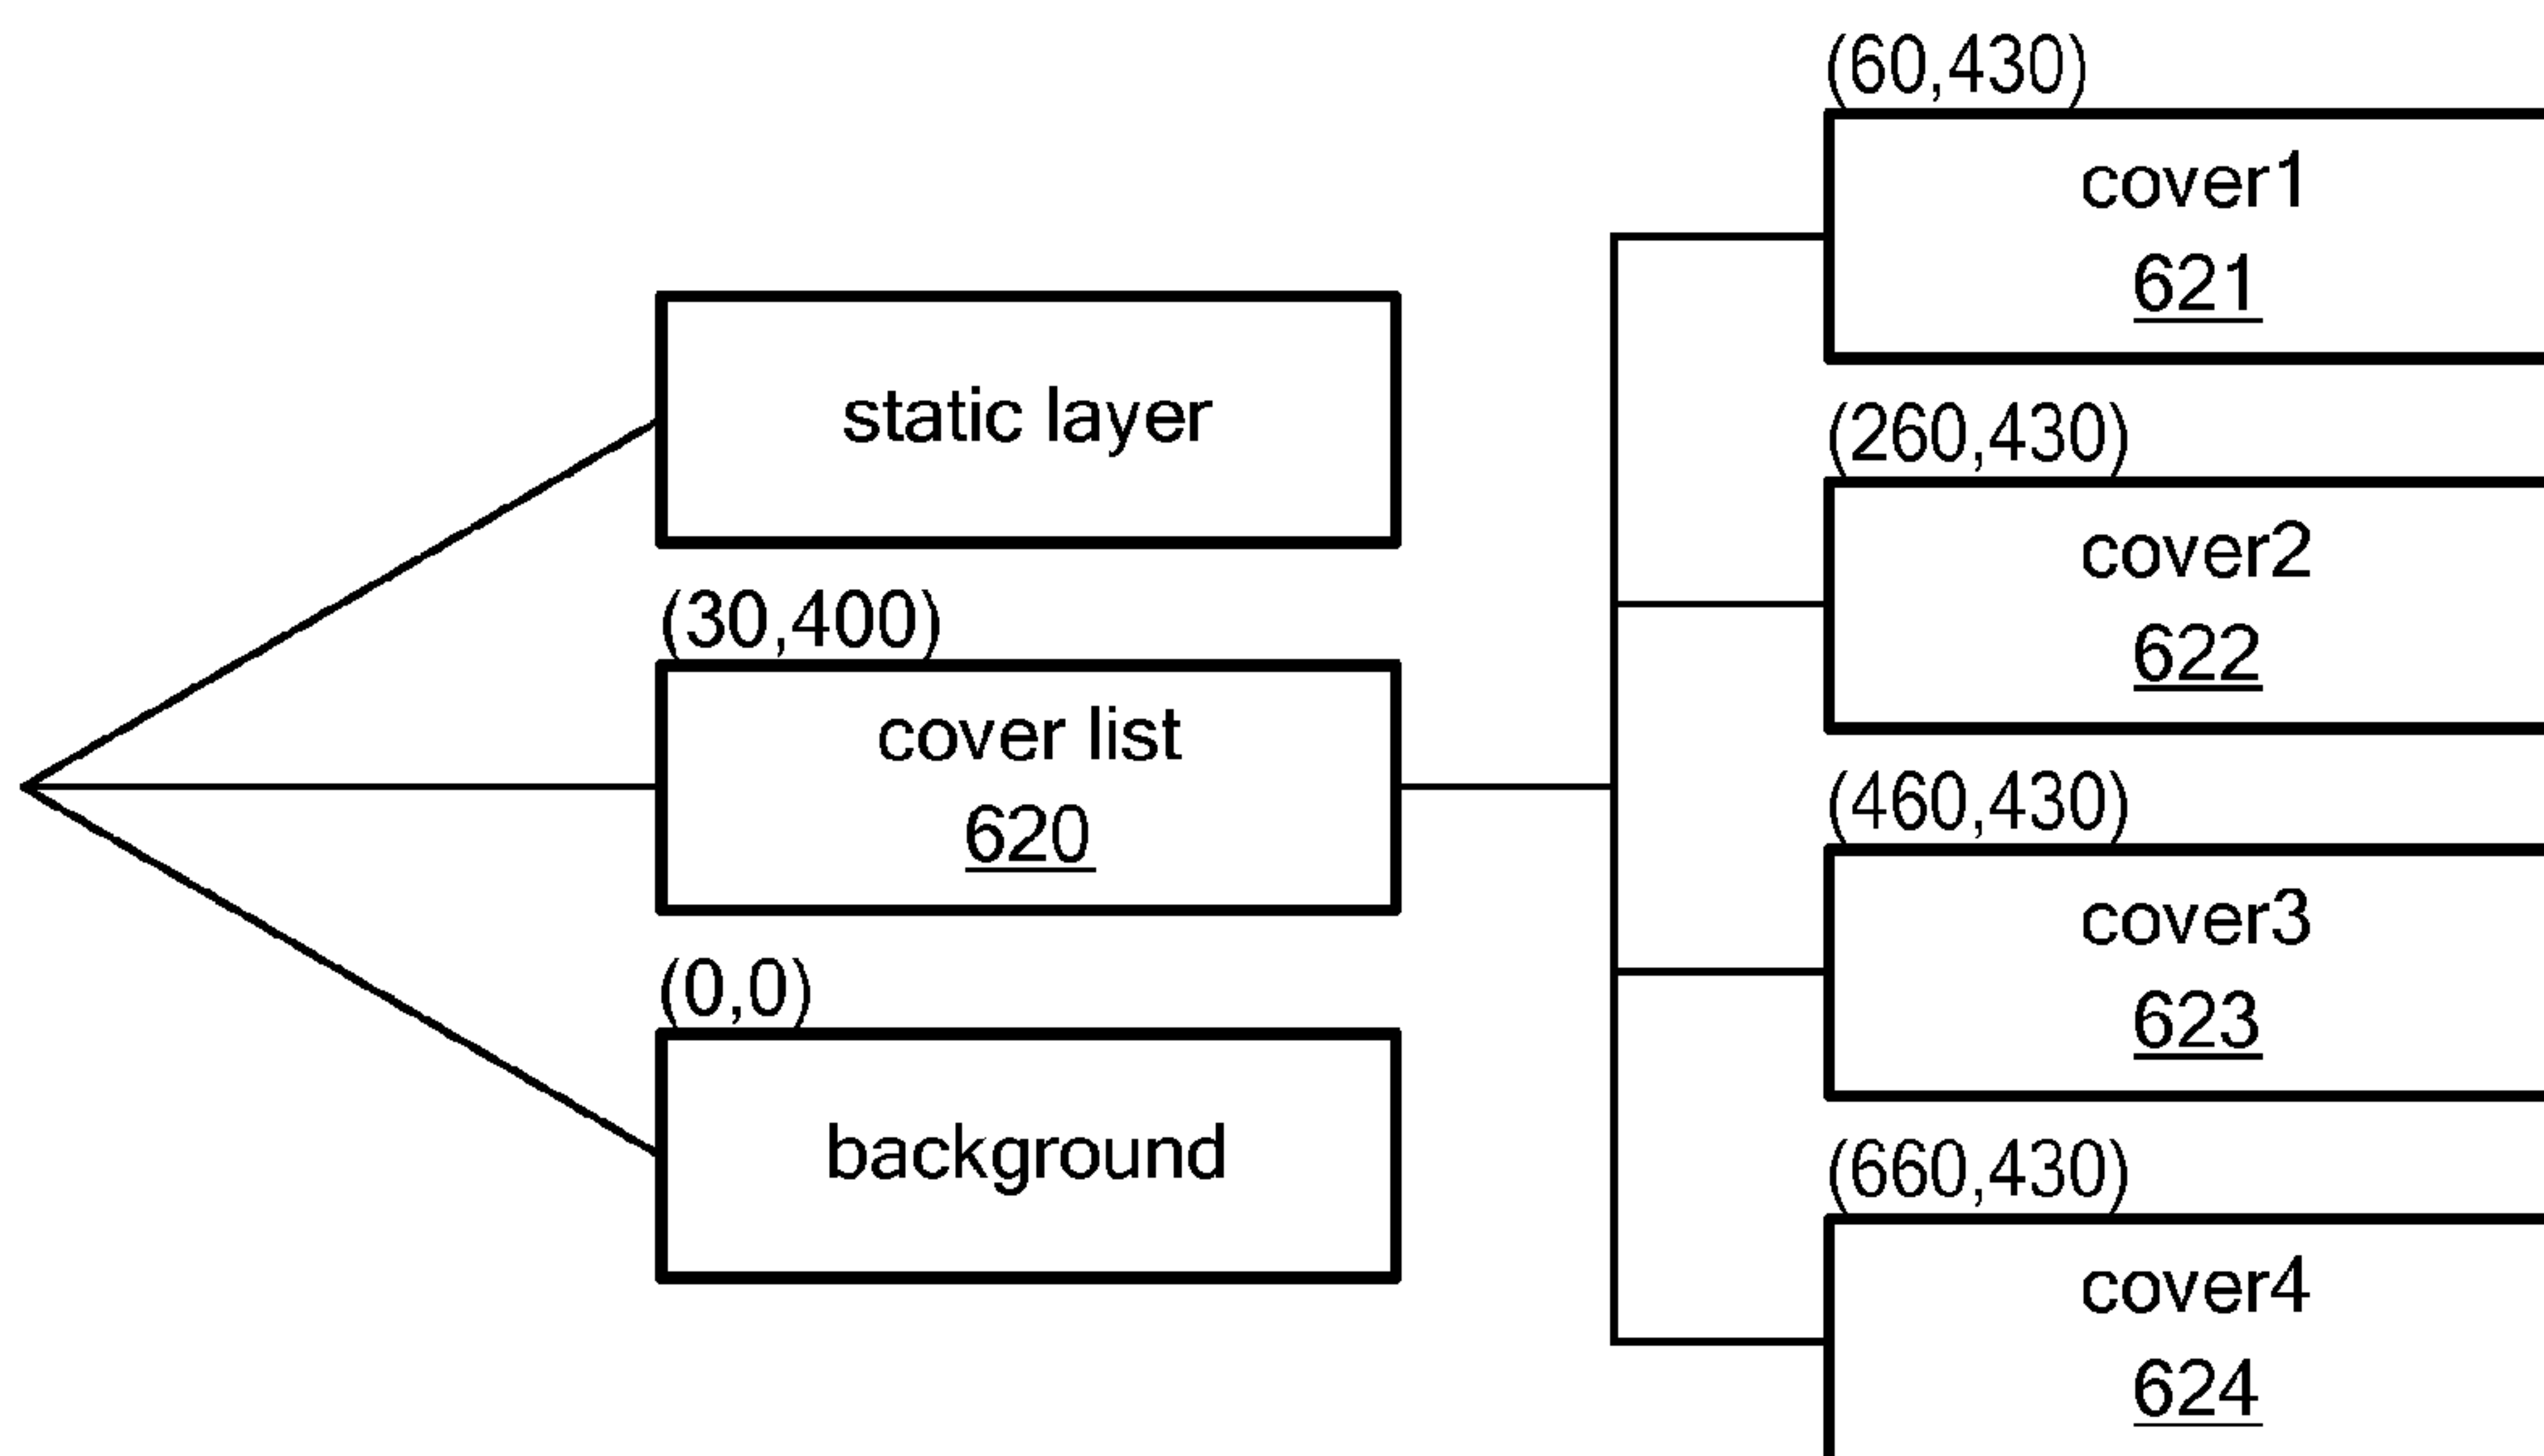 static layer
(30,400)
cover list
620
(0,0)
background
(60,430)
cover1
621
(260,430)
cover2
622
(460,430)
cover3
623
(660,430)
cover4
624